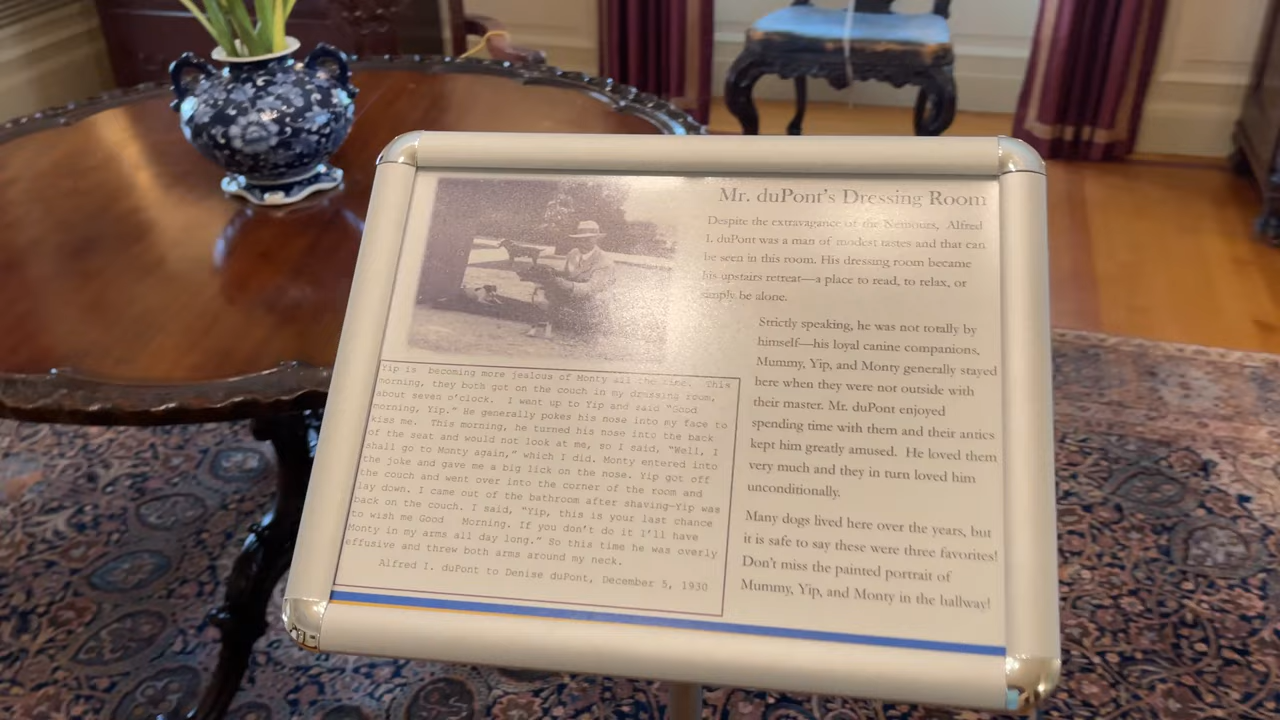 Mr. duPont's Dressing Room
Despite the extravagance of the Nemours, Alfred
I. duPont was a man of modest tastes and that can
be seen in this room. His dressing room became
his upstairs retreat—a place to read, to relax, or
simply be alone.
Strictly speaking, he was not totally by
himself—his loyal canine companions,
Mummy, Yip, and Monty generally stayed
here when they were not outside with
their master. Mr. duPont enjoyed
spending time with them and their antics
kept him greatly amused. He loved them
very much and they in turn loved him
unconditionally.
Many dogs lived here over the years, but
it is safe to say these were three favorites!
Don't miss the painted portrait of
Mummy, Yip, and Monty in the hallway!
Yip is becoming more jealous of Monty all the time. This
morning, they both got on the couch in my dressing room,
about seven o'clock. I want up to Yip and said "Good
morning, Yip." He generally pokes his nose into my face to
kiss me. This morning, he turned his nose into the back
of the seat and would not look at me, so I said, "Well, I
shall go to Monty again," which I did. Monty entered into
the joke and gave me a big lick on the nose. Yip got off
the couch and went over into the corner of the room and
lay down. I came out of the bathroom after shaving—Yip was
back on the couch. I said, "Yip, this is your last chance
to wish me Good Morning. If you don't do it I'll have
Monty in my arms all day long." So this time he was overly
effusive and threw both arms around my neck.
Alfred I. duPont to Denise duPont, December 5, 1930